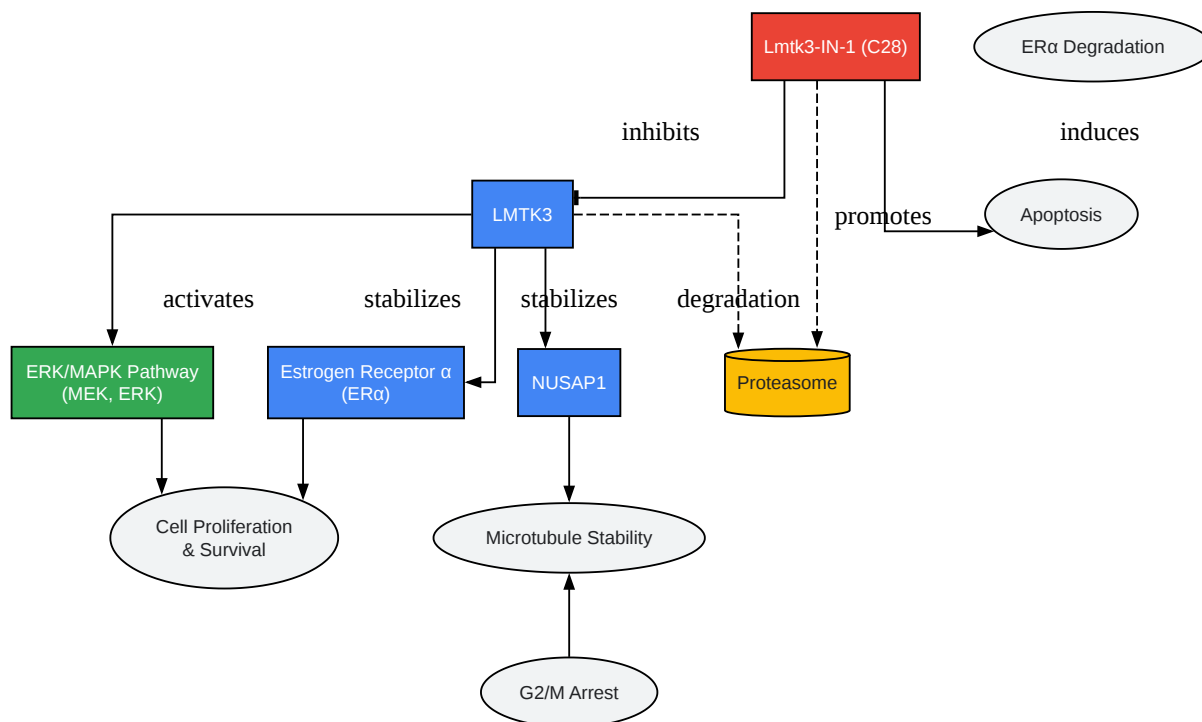 Lmtk3-IN-1 (C28)
ERα Degradation
inhibits
induces
LMTK3
promotes
Apoptosis
activates
stabilizes
stabilizes
degradation
ERK/MAPK Pathway
(MEK, ERK)
Estrogen Receptor α
(ERα)
NUSAP1
Proteasome
Cell Proliferation
& Survival
Microtubule Stability
G2/M Arrest